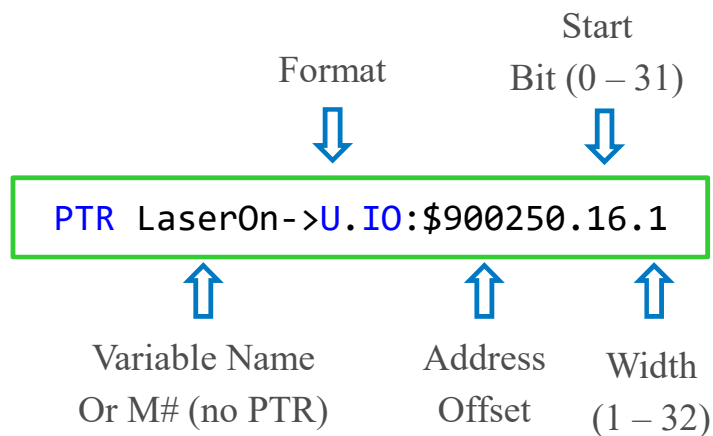 Start
Format
Bit (0 – 31)
PTR LaserOn->U.IO:$900250.16.1
Variable Name
Or M# (no PTR)
Address
Offset
Width
(1 – 32)